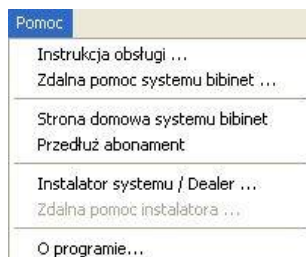 Pomoc
Instrukcja obsługi ...
Zdalna pomoc systemu bibinet ...
Strona domowa systemu bibinet
Przedłuż abonament
Instalator systemu / Dealer ...
Zdalna pomoc instalatora ...
O programie...